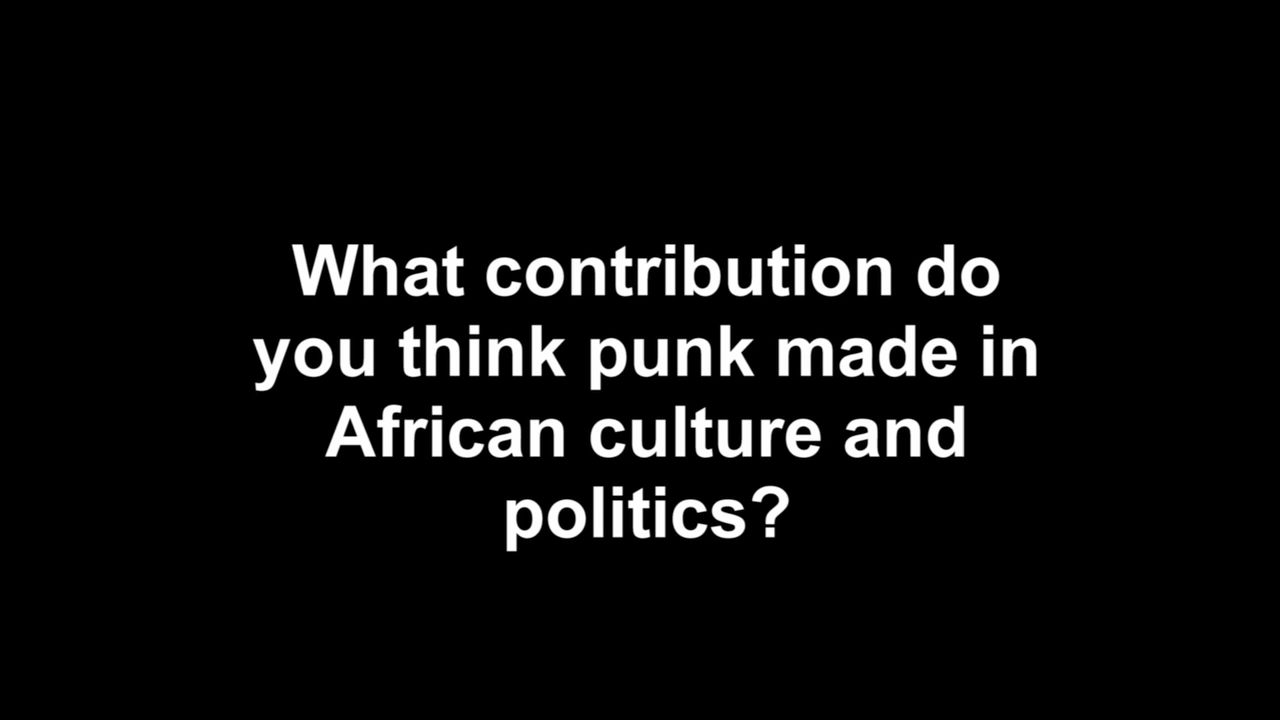 What contribution do
you think punk made in
African culture and
politics?